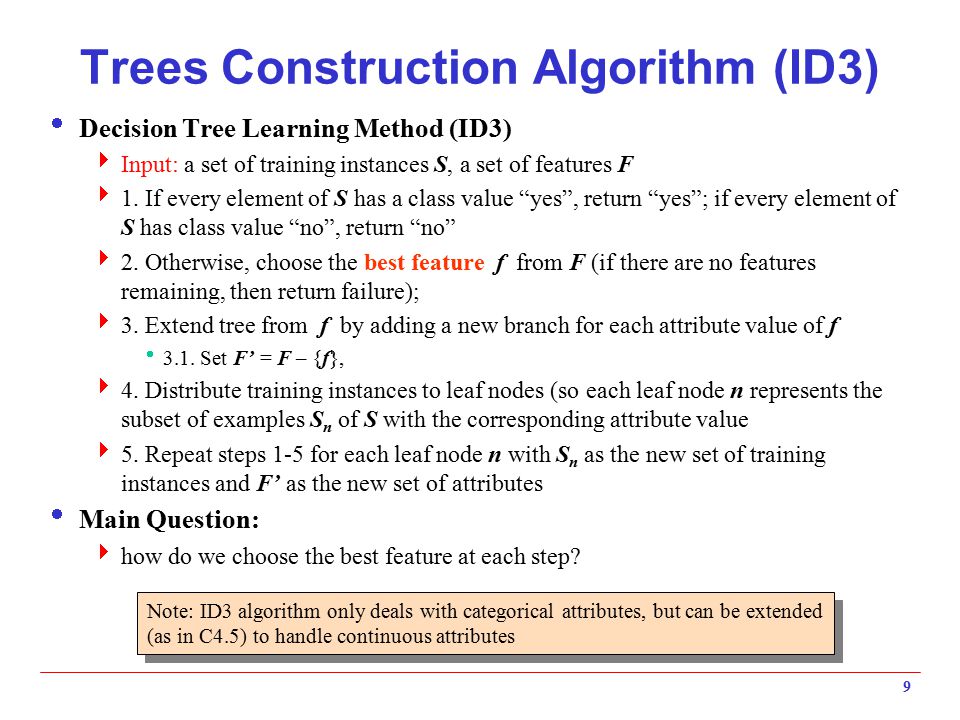 Trees Construction Algorithm (ID3)
Decision Tree Learning Method (ID3)
Input: a set of training instances S, a set of features F
1. If every element of S has a class value “yes”, return “yes”; if every element of
S has class value “no”, return “no”
2. Otherwise, choose the best feature f from F (if there are no features
remaining, then return failure);
3. Extend tree from f by adding a new branch for each attribute value of f
3.1. Set F’ = F – {f},
4. Distribute training instances to leaf nodes (so each leaf node n represents the
subset of examples Sn of S with the corresponding attribute value
5. Repeat steps 1-5 for each leaf node n with Sn as the new set of training
instances and F’ as the new set of attributes
Main Question:
how do we choose the best feature at each step?
Note: ID3 algorithm only deals with categorical attributes, but can be extended
(as in C4.5) to handle continuous attributes
9